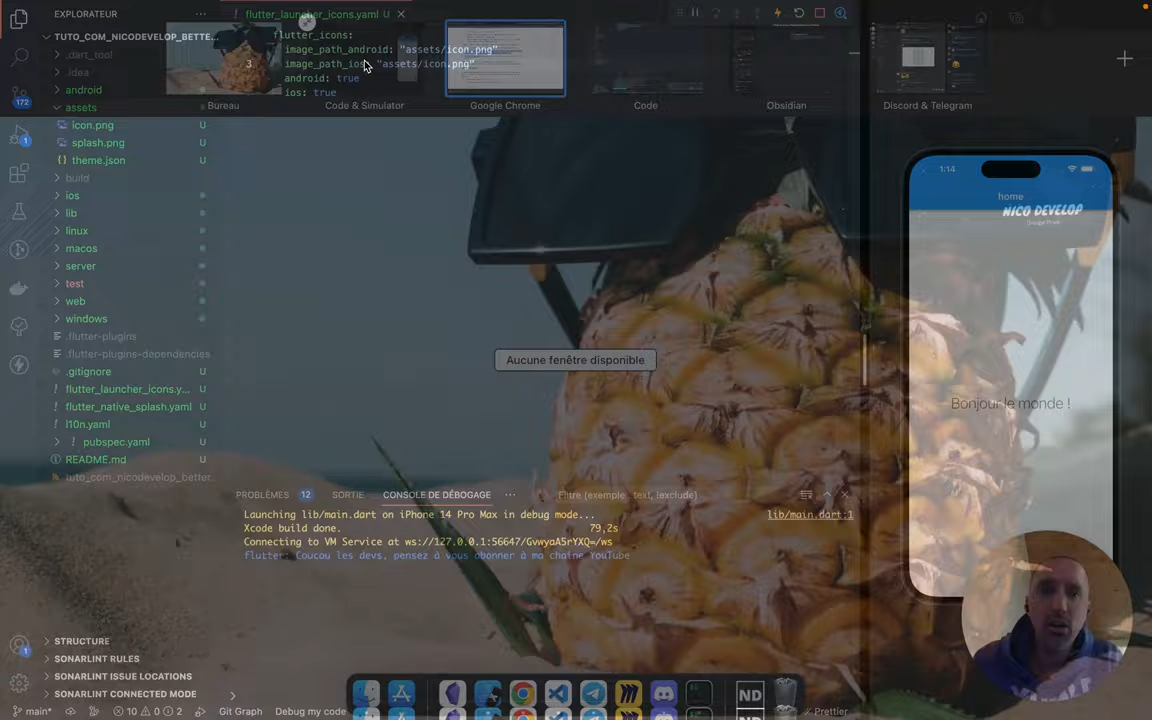 EXPLORATEUR
flutter_launcher_icons.yaml U
TUTO_COM_NICODEVELOP_BETTE...
flutter_icons:
3
image_path_android: "assets/icon.png"
image_path_ios: "assets/icon.png"
android: true
ios: true
Bureau
Code & Simulator
Google Chrome
Code
Obsidian
Discord & Telegram
.dart_tool
.idea
android
assets
icon.png U
splash.png U
theme.json U
build
ios
lib
linux
macos
server
test
web
windows
.flutter-plugins
.flutter-plugins-dependencies
.gitignore U
flutter_launcher_icons.y... U
flutter_native_splash.yaml U
l10n.yaml U
pubspec.yaml U
README.md U
tuto_com_nicodevelop_better...
172
1
1:14
home
NICO DEVELOP
Aucune fenêtre disponible
Bonjour le monde !
PROBLÈMES 12 SORTIE CONSOLE DE DÉBOGAGE
Launching lib/main.dart on iPhone 14 Pro Max in debug mode...
lib/main.dart:1
Xcode build done. 79,2s
Connecting to VM Service at ws://127.0.0.1:56647/GvwyaA5rYXQ=/ws
flutter: Coucou les devs, pensez à vous abonner à ma chaîne YouTube
STRUCTURE
SONARLINT RULES
SONARLINT ISSUE LOCATIONS
SONARLINT CONNECTED MODE
1
ND
main*
10
0
2
Git Graph
Debug my code
Prettier